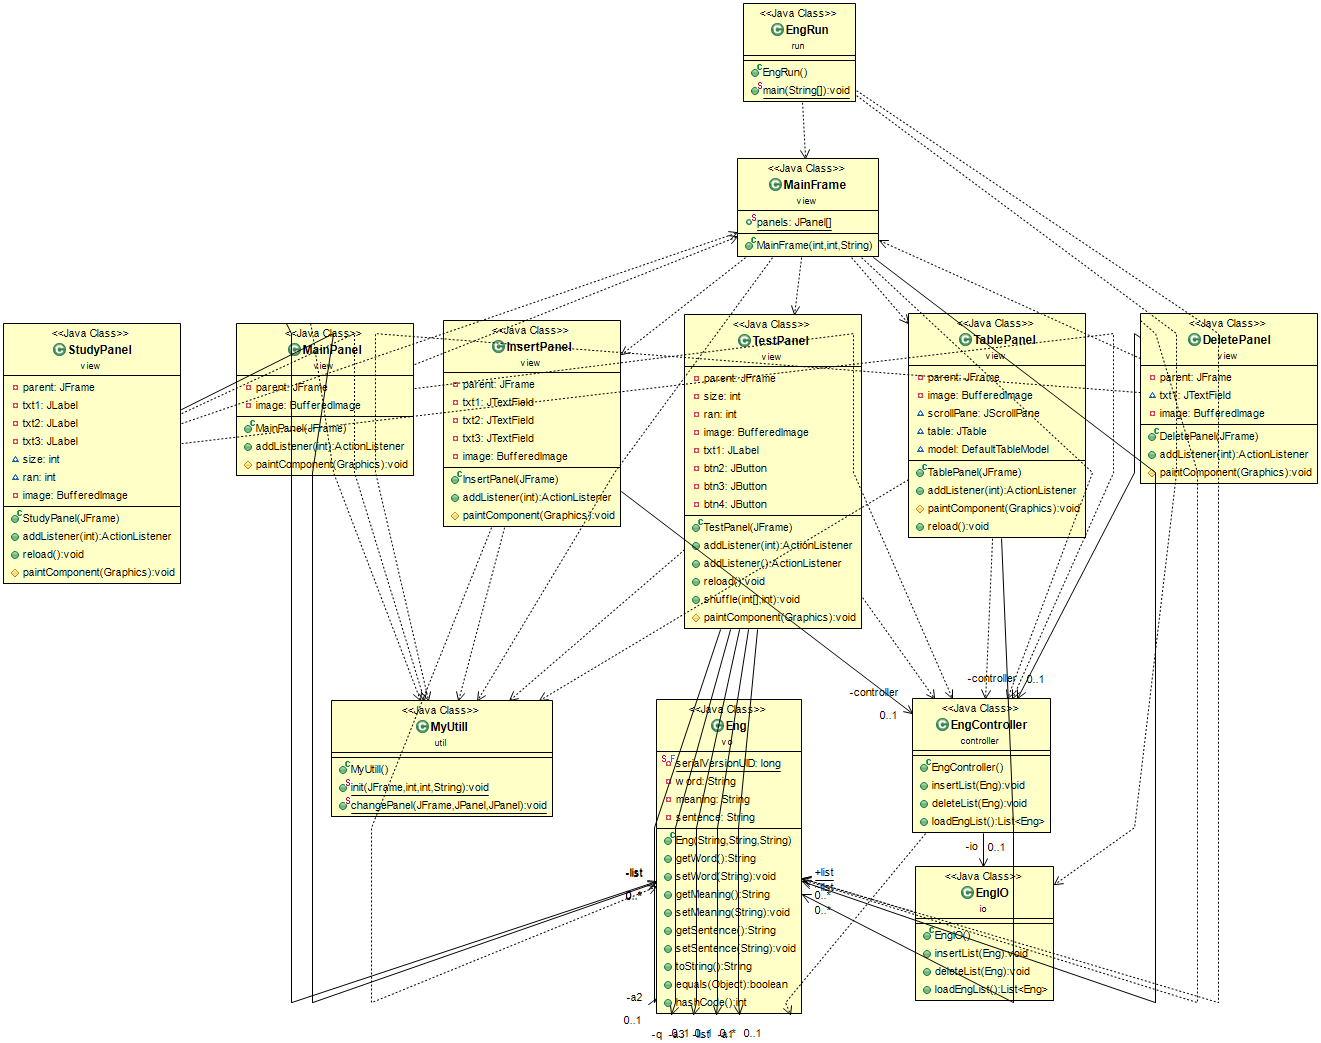 <<Java Class>>
EngRun
run
EngRun()
main(String[]):void
<<Java Class>>
MainFrame
view
panels: JPanel[]
MainFrame(int,int,String)
<<Java Class>>
StudyPanel
view
parent: JFrame
txt1: JLabel
txt2: JLabel
txt3: JLabel
size: int
ran: int
image: BufferedImage
StudyPanel(JFrame)
addListener(int):ActionListener
reload():void
paintComponent(Graphics):void
<<Java Class>>
MainPanel
view
parent: JFrame
image: BufferedImage
MainPanel(JFrame)
addListener(int):ActionListener
paintComponent(Graphics):void
<<Java Class>>
InsertPanel
view
parent: JFrame
txt1: JTextField
txt2: JTextField
txt3: JTextField
image: BufferedImage
InsertPanel(JFrame)
addListener(int):ActionListener
paintComponent(Graphics):void
<<Java Class>>
TestPanel
view
parent: JFrame
size: int
ran: int
image: BufferedImage
txt1: JLabel
btn2: JButton
btn3: JButton
btn4: JButton
TestPanel(JFrame)
addListener(int):ActionListener
addListener():ActionListener
reload():void
shuffle(int[],int):void
paintComponent(Graphics):void
<<Java Class>>
TablePanel
view
parent: JFrame
image: BufferedImage
scrollPane: JScrollPane
table: JTable
model: DefaultTableModel
TablePanel(JFrame)
addListener(int):ActionListener
paintComponent(Graphics):void
reload():void
<<Java Class>>
DeletePanel
view
parent: JFrame
txt1: JTextField
image: BufferedImage
DeletePanel(JFrame)
addListener(int):ActionListener
paintComponent(Graphics):void
<<Java Class>>
MyUtill
util
MyUtill()
init(JFrame,int,int,String):void
changePanel(JFrame,JPanel,JPanel):void
<<Java Class>>
Eng
vo
serialVersionUID: long
word: String
meaning: String
sentence: String
Eng(String,String,String)
getWord():String
setWord(String):void
getMeaning():String
setMeaning(String):void
getSentence():String
setSentence(String):void
toString():String
equals(Object):boolean
hashCode():int
-controller
0..1
-controller
0..1
<<Java Class>>
EngController
controller
EngController()
insertList(Eng):void
deleteList(Eng):void
loadEngList():List<Eng>
-io
0..1
<<Java Class>>
EngIO
io
EngIO()
insertList(Eng):void
deleteList(Eng):void
loadEngList():List<Eng>
-list
0..*
+list
-list
0..*
0..*
-a2
0..1
-q
-a3
-list
-a1
0..1